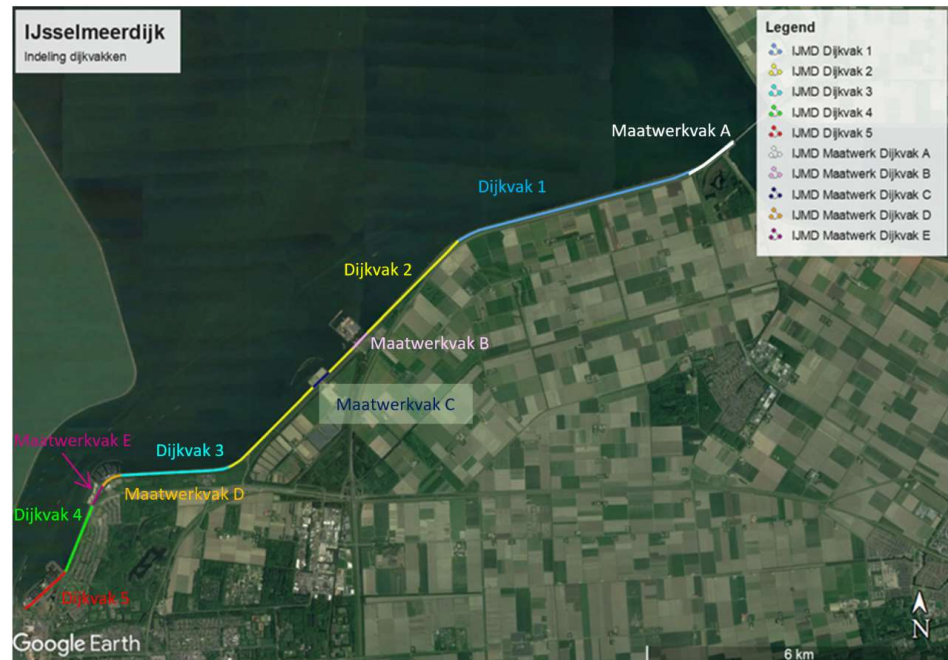 IJsselmeerdijk
Indeling dijkvakken
Legend
IJMD Dijkvak 1
IJMD Dijkvak 2
IJMD Dijkvak 3
IJMD Dijkvak 4
IJMD Dijkvak 5
IJMD Maatwerk Dijkvak A
IJMD Maatwerk Dijkvak B
IJMD Maatwerk Dijkvak C
IJMD Maatwerk Dijkvak D
IJMD Maatwerk Dijkvak E
Maatwerkvak A
Dijkvak 1
Dijkvak 2
Maatwerkvak B
Maatwerkvak C
Maatwerkvak E
Dijkvak 3
Maatwerkvak D
Dijkvak 4
Dijkvak 5
Google Earth
N
6 km